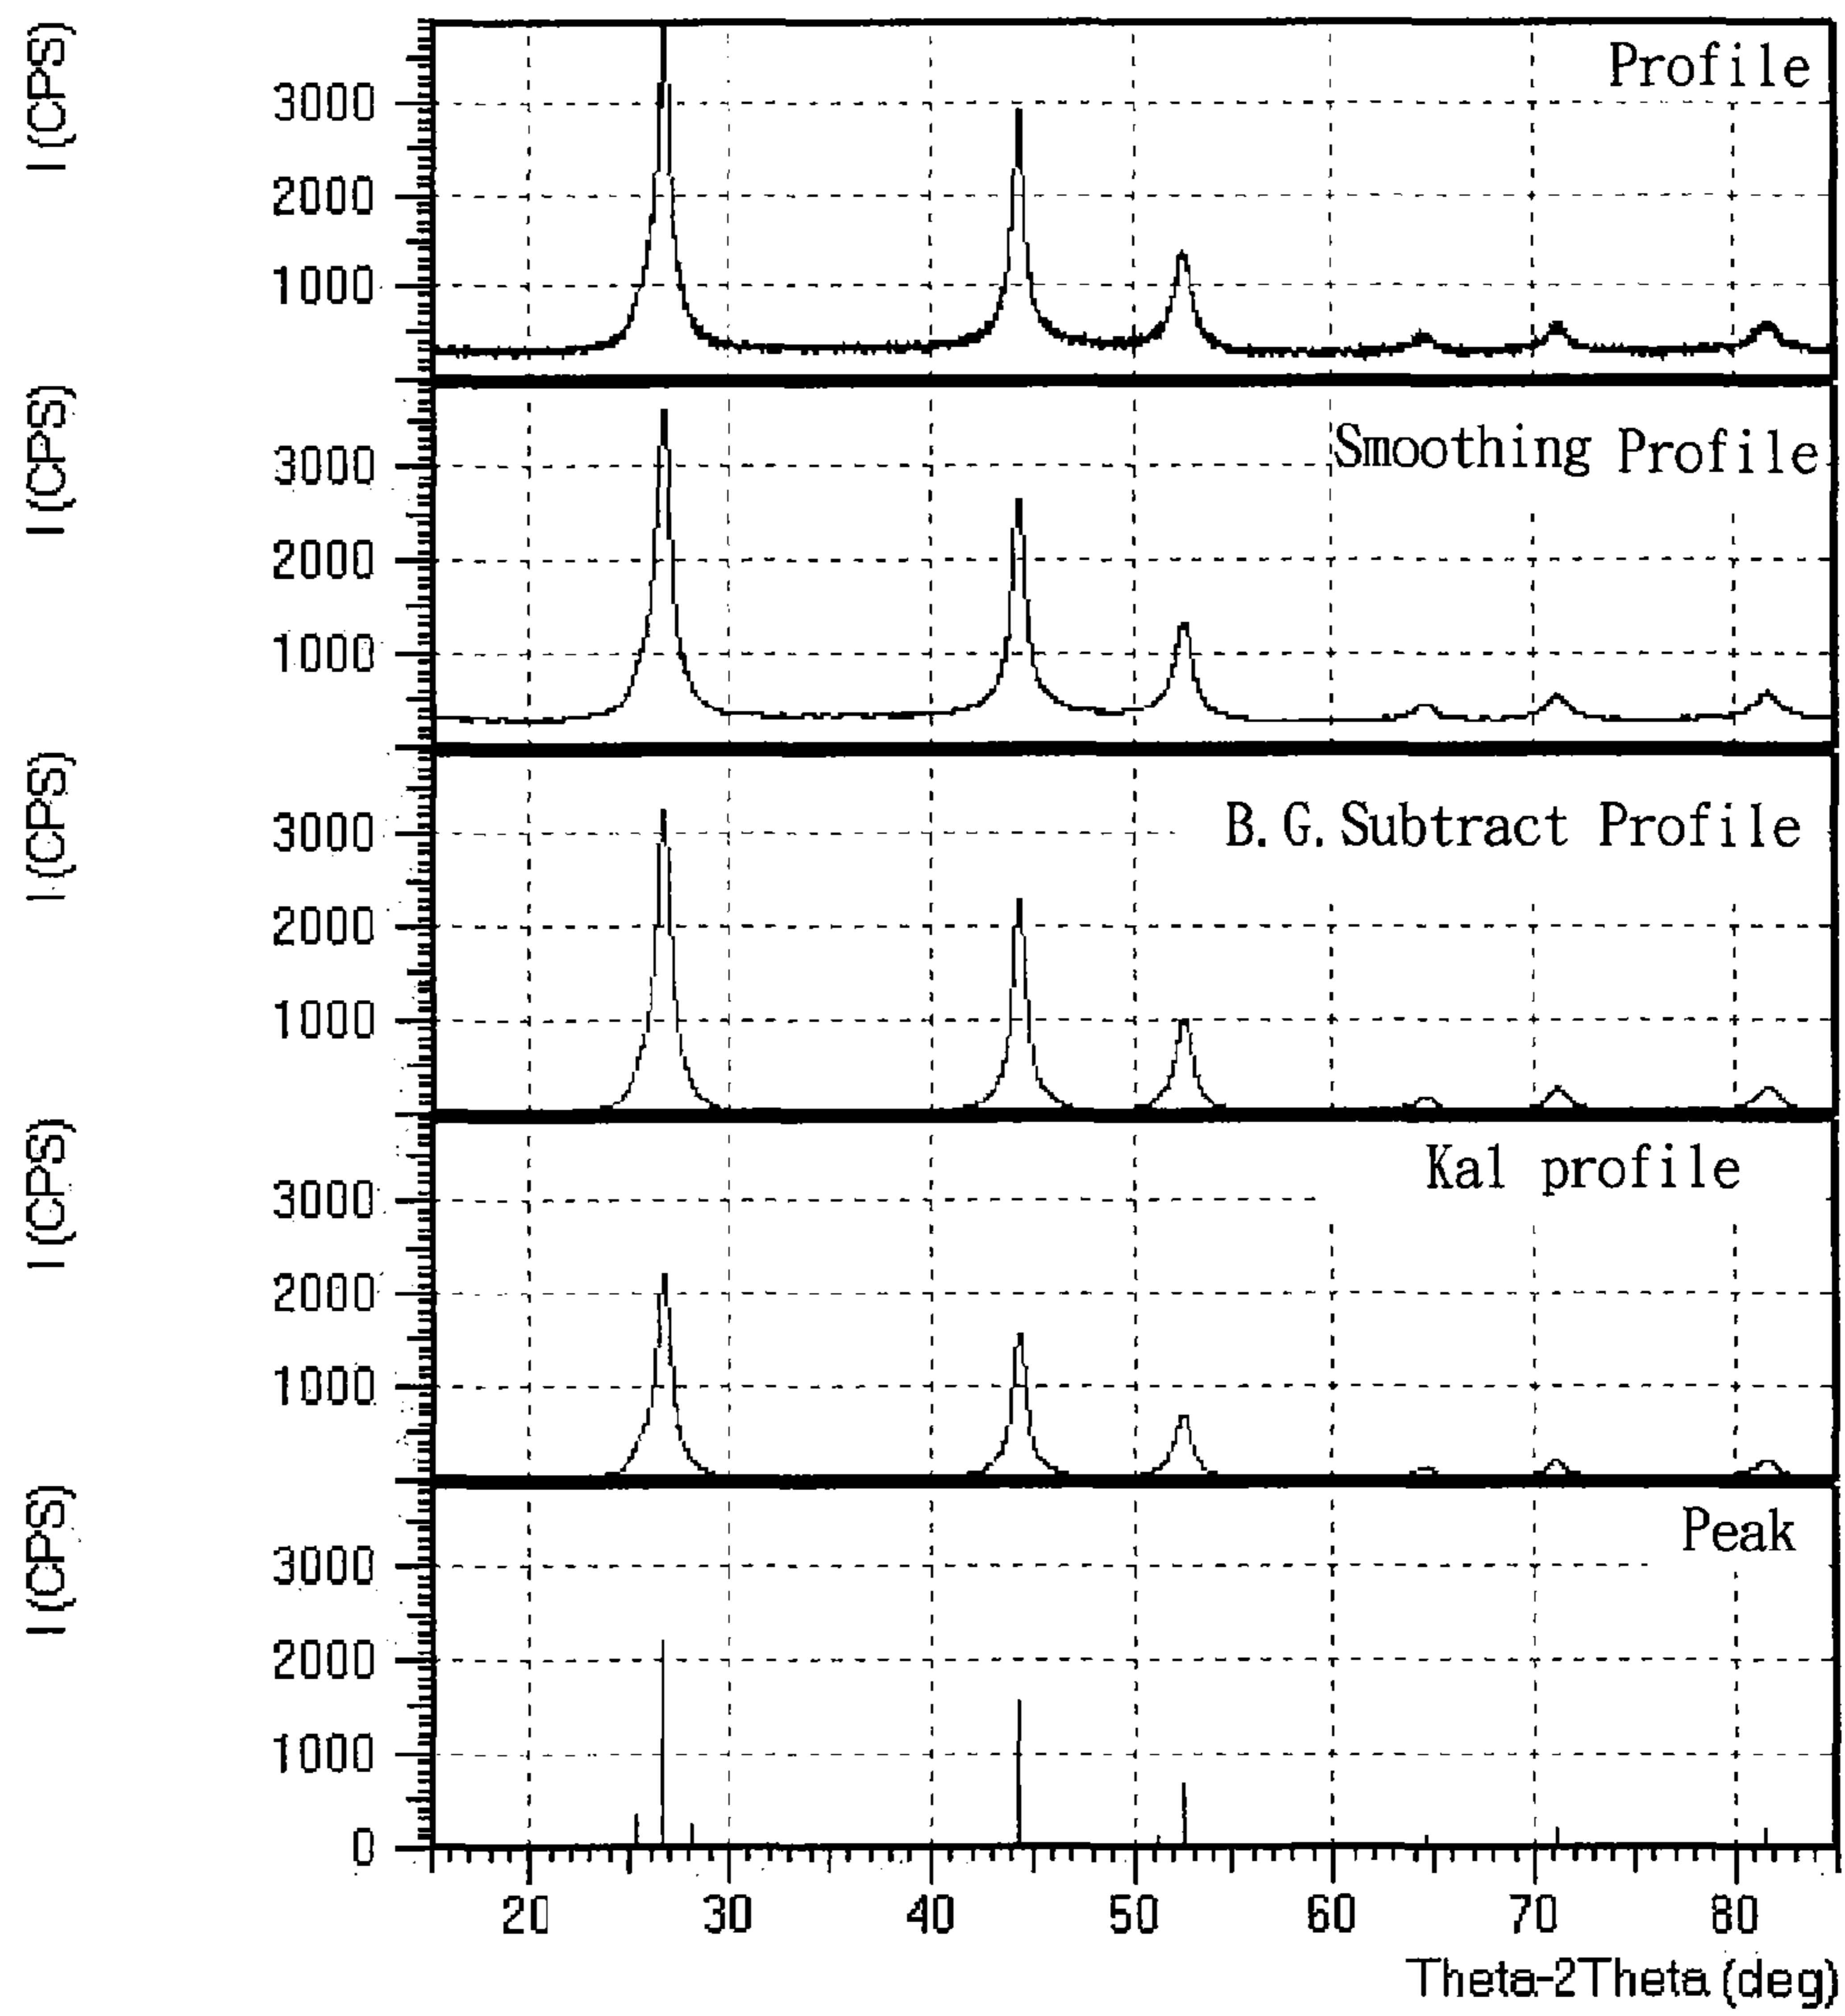 I(CPS)
3000
2000
1000
Profile
I(CPS)
3000
2000
1000
Smoothing Profile
I(CPS)
3000
2000
1000
B.G.Subtract Profile
I(CPS)
3000
2000
1000
Kal profile
I(CPS)
3000
2000
1000
0
Peak
20 30 40 50 60 70 80
Theta-2Theta (deg)